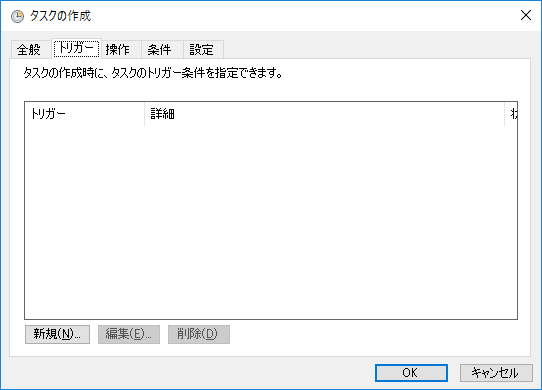 タスクの作成
全般 トリガー 操作 条件 設定
タスクの作成時に、タスクのトリガー条件を指定できます。
トリガー 詳細
新規(N)... 編集(E)... 削除(D)
OK キャンセル